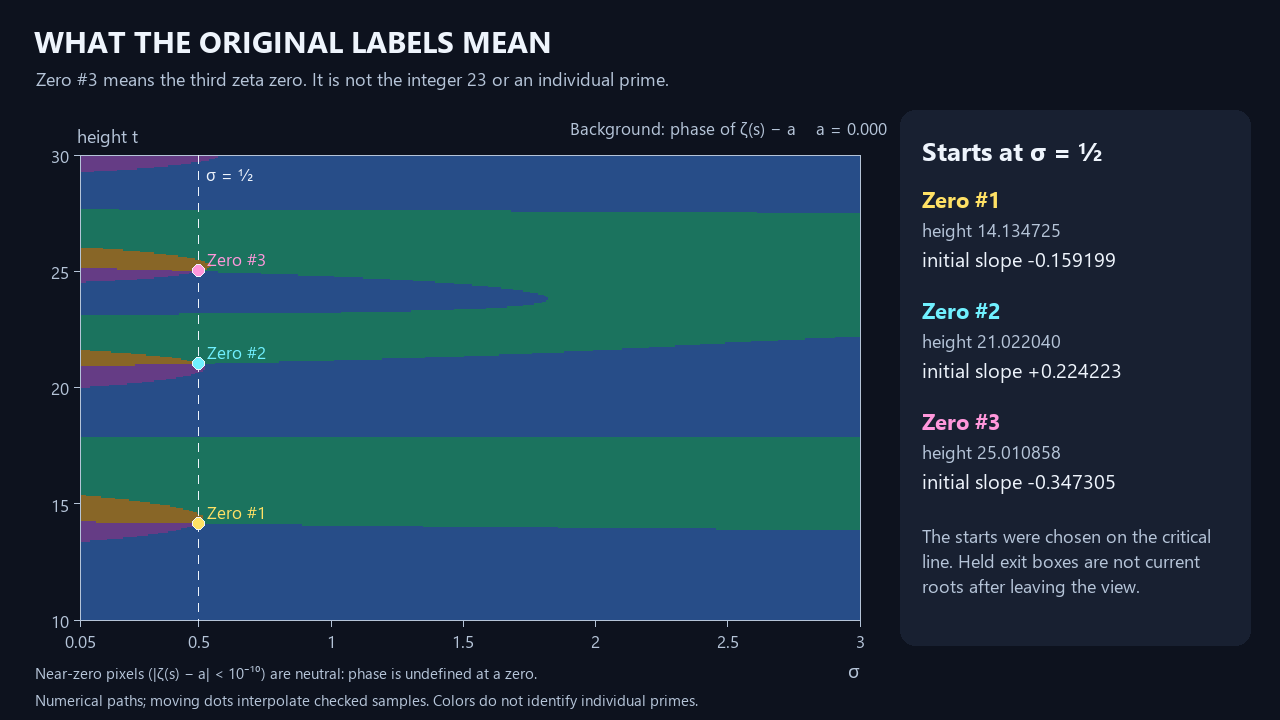 WHAT THE ORIGINAL LABELS MEAN
Zero #3 means the third zeta zero. It is not the integer 23 or an individual prime.
height t
Background: phase of ζ(s) − a    a = 0.000
30
σ = ½
25
Zero #3
Zero #2
20
15
Zero #1
10
0.05
0.5
1
1.5
2
2.5
3
σ
Starts at σ = ½
Zero #1
height 14.134725
initial slope -0.159199
Zero #2
height 21.022040
initial slope +0.224223
Zero #3
height 25.010858
initial slope -0.347305
The starts were chosen on the critical
line. Held exit boxes are not current
roots after leaving the view.
Near-zero pixels (|ζ(s) − a| < 10⁻¹⁰) are neutral: phase is undefined at a zero.
Numerical paths; moving dots interpolate checked samples. Colors do not identify individual primes.